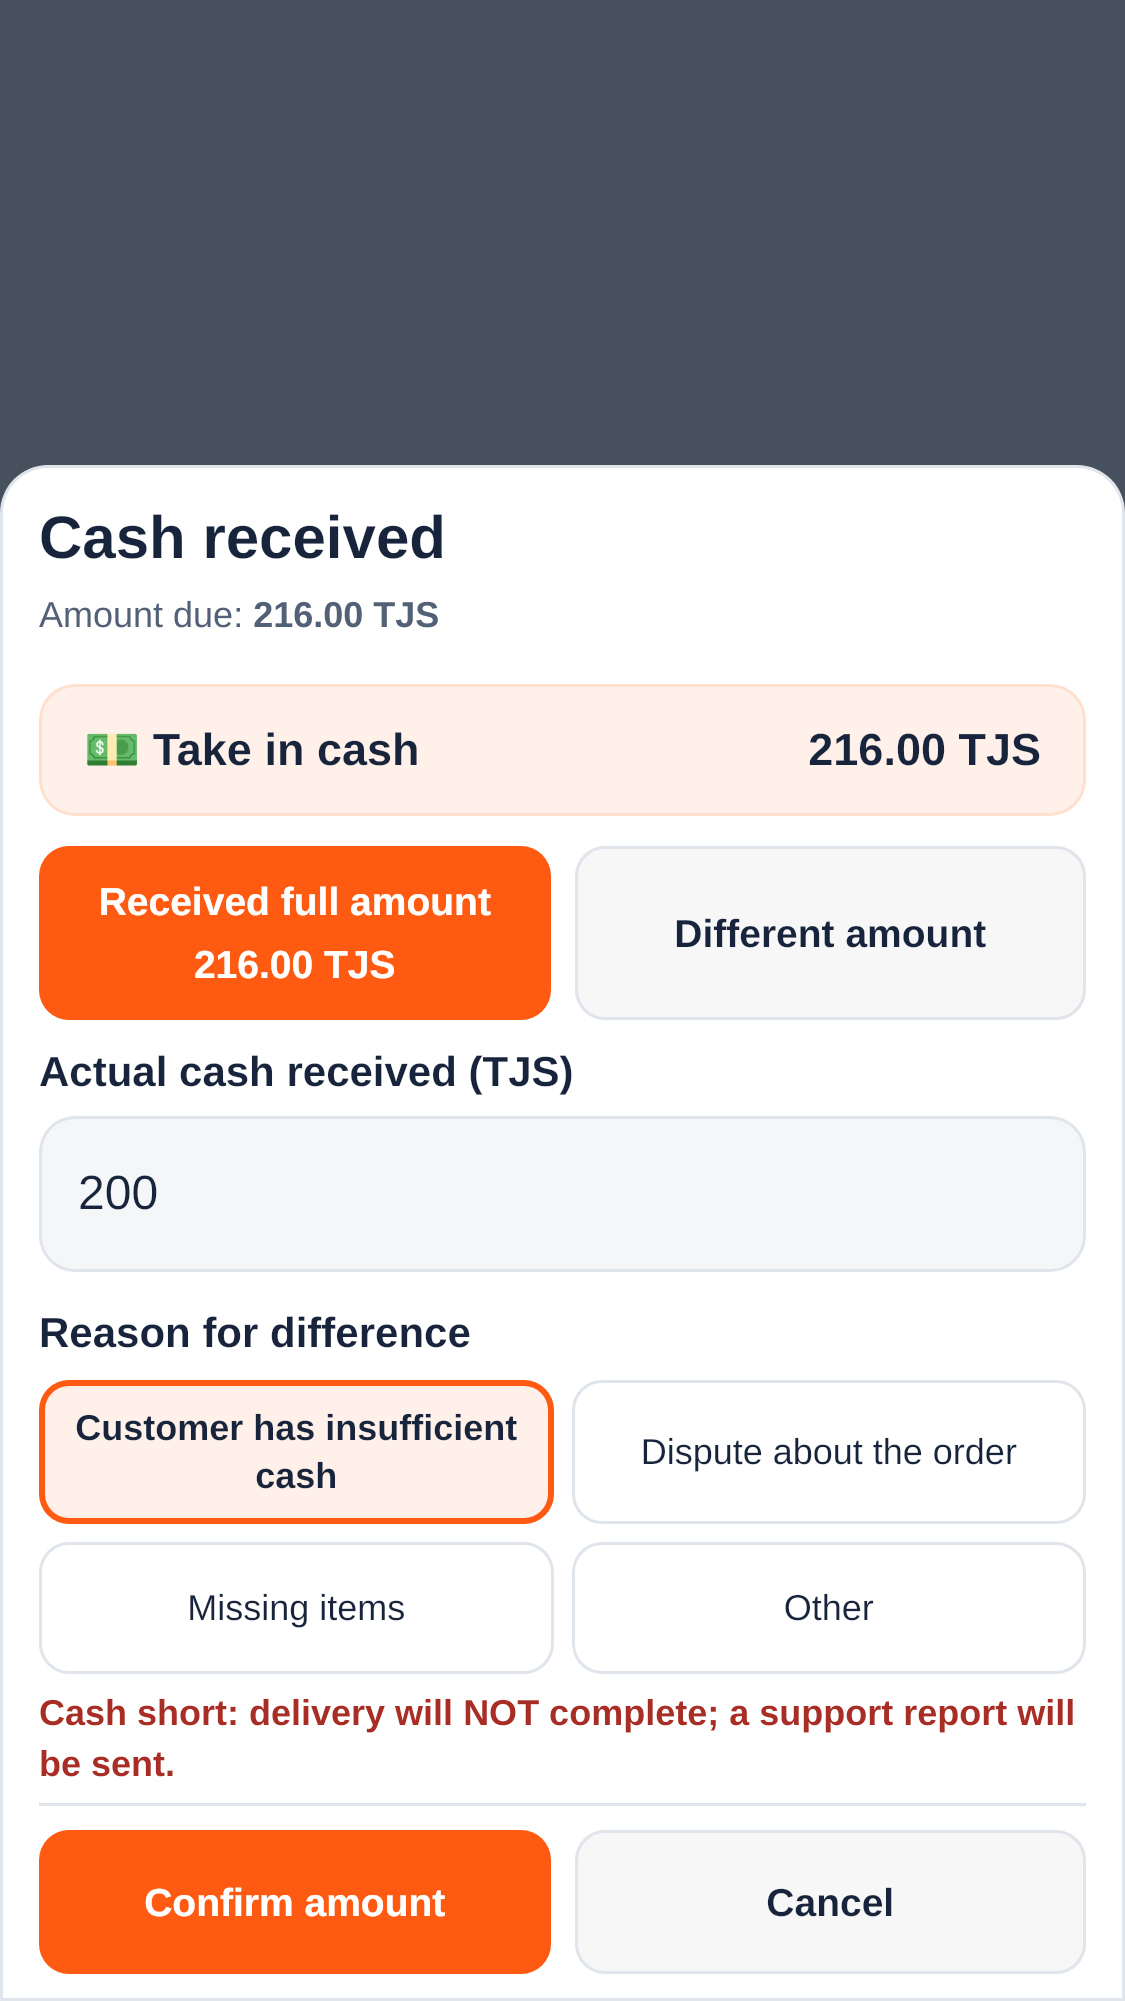 Cash received
Amount due: 216.00 TJS
💵 Take in cash 216.00 TJS
Received full amount
216.00 TJS
Different amount
Actual cash received (TJS)
200
Reason for difference
Customer has insufficient
cash
Dispute about the order
Missing items
Other
Cash short: delivery will NOT complete; a support report will
be sent.
Confirm amount
Cancel